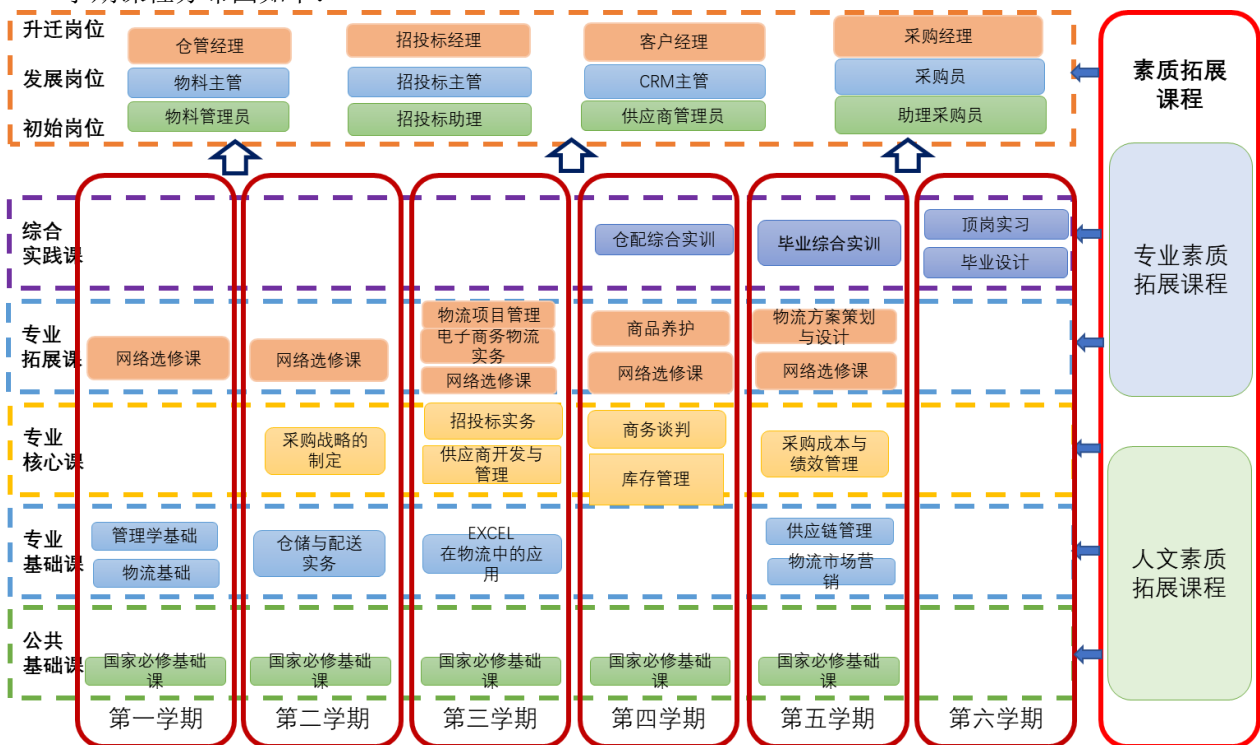 升迁岗位
仓管经理
招投标经理
客户经理
采购经理
发展岗位
物料主管
招投标主管
CRM主管
采购员
初始岗位
物料管理员
招投标助理
供应商管理员
助理采购员
素质拓展
课程
专业素质
拓展课程
人文素质
拓展课程
综合
实践课
仓配综合实训
毕业综合实训
顶岗实习
毕业设计
专业
拓展课
网络选修课
网络选修课
物流项目管理
电子商务物流
实务
网络选修课
商品养护
网络选修课
物流方案策划
与设计
网络选修课
专业
核心课
采购战略的
制定
招投标实务
供应商开发与
管理
商务谈判
库存管理
采购成本与
绩效管理
专业
基础课
管理学基础
物流基础
仓储与配送
实务
EXCEL
在物流中的应
用
供应链管理
物流市场营
销
公共
基础课
国家必修基础
课
国家必修基础
课
国家必修基础
课
国家必修基础
课
国家必修基础
课
第一学期
第二学期
第三学期
第四学期
第五学期
第六学期